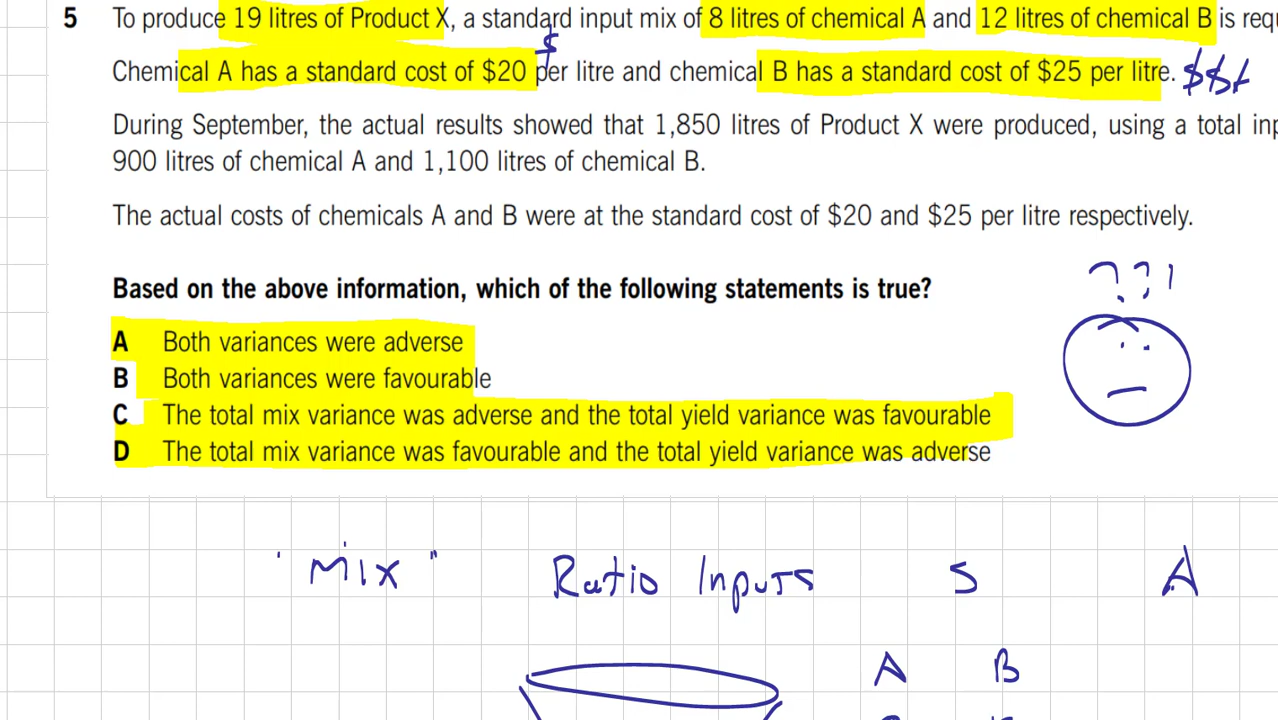 5 To produce 19 litres of Product X, a standard input mix of 8 litres of chemical A and 12 litres of chemical B is requ
$
Chemical A has a standard cost of $20 per litre and chemical B has a standard cost of $25 per litre. $$$
During September, the actual results showed that 1,850 litres of Product X were produced, using a total inp
900 litres of chemical A and 1,100 litres of chemical B.
The actual costs of chemicals A and B were at the standard cost of $20 and $25 per litre respectively.
???
Based on the above information, which of the following statements is true?
A Both variances were adverse
B Both variances were favourable
C The total mix variance was adverse and the total yield variance was favourable
D The total mix variance was favourable and the total yield variance was adverse
'Mix" Ratio Inputs S A
A B